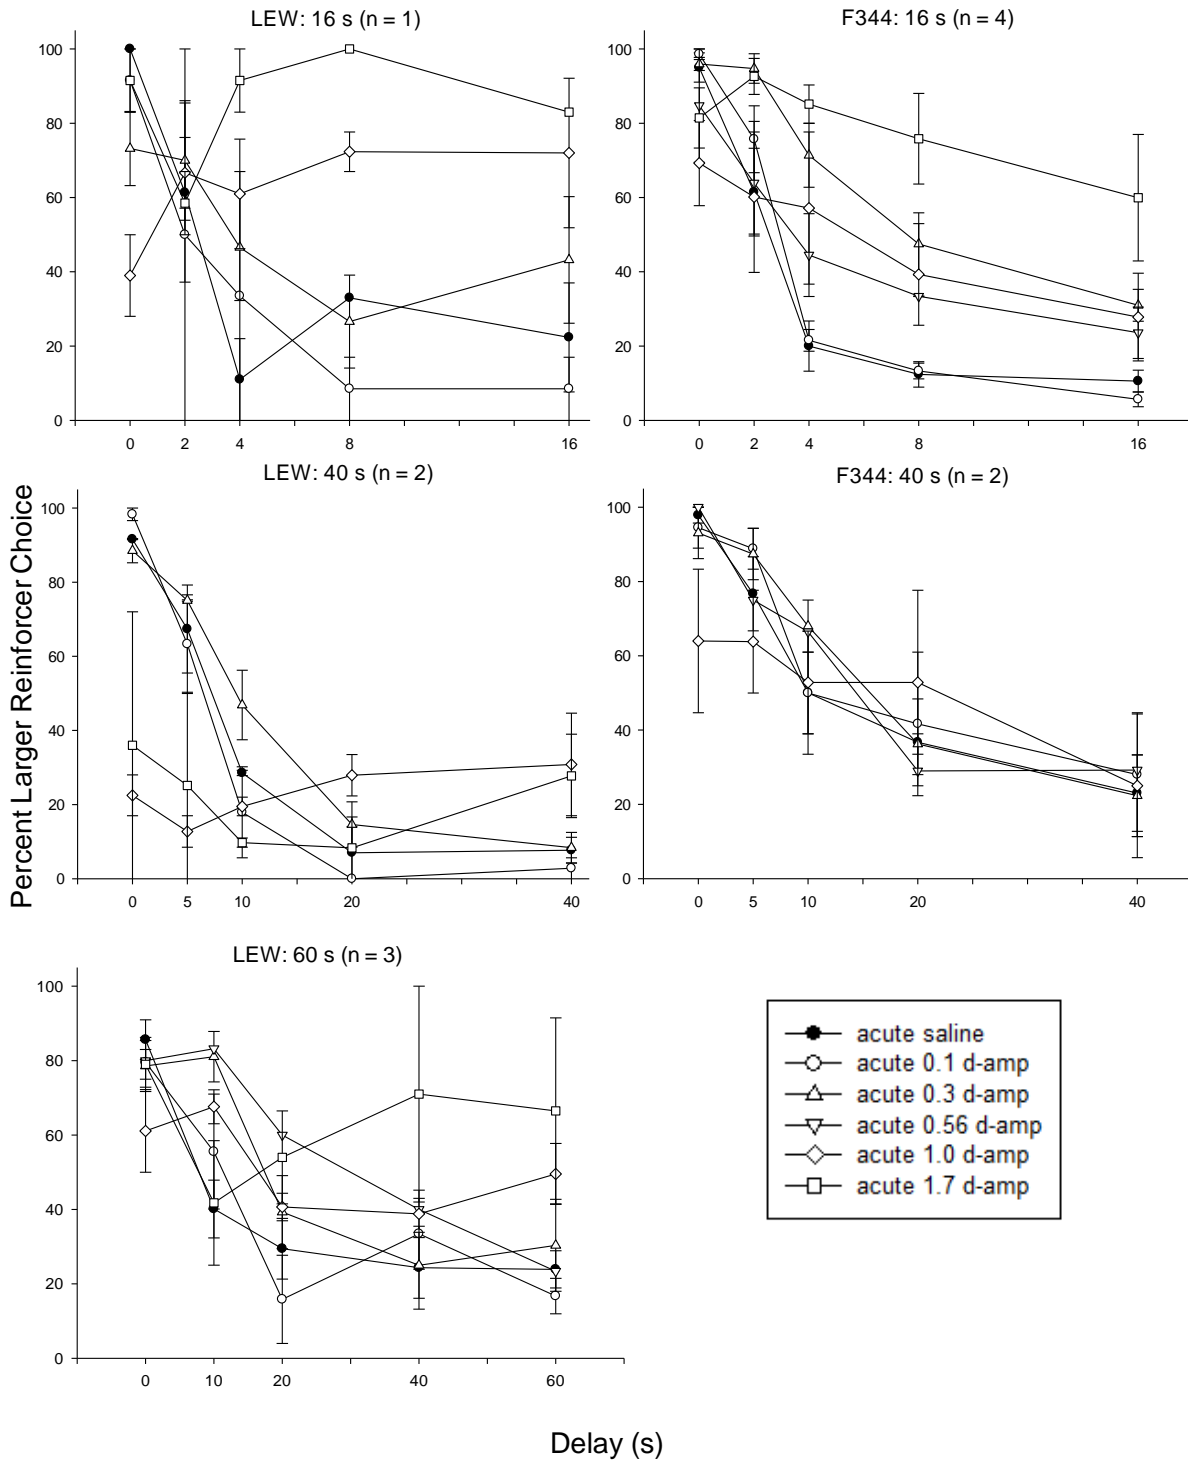 LEW: 16 s (n = 1)
100
80
60
40
20
0
0 2 4 8 16
F344: 16 s (n = 4)
100
80
60
40
20
0
0 2 4 8 16
LEW: 40 s (n = 2)
100
80
60
40
20
0
0 5 10 20 40
F344: 40 s (n = 2)
100
80
60
40
20
0
0 5 10 20 40
Percent Larger Reinforcer Choice
LEW: 60 s (n = 3)
100
80
60
40
20
0
0 10 20 40 60
acute saline
acute 0.1 d-amp
acute 0.3 d-amp
acute 0.56 d-amp
acute 1.0 d-amp
acute 1.7 d-amp
Delay (s)